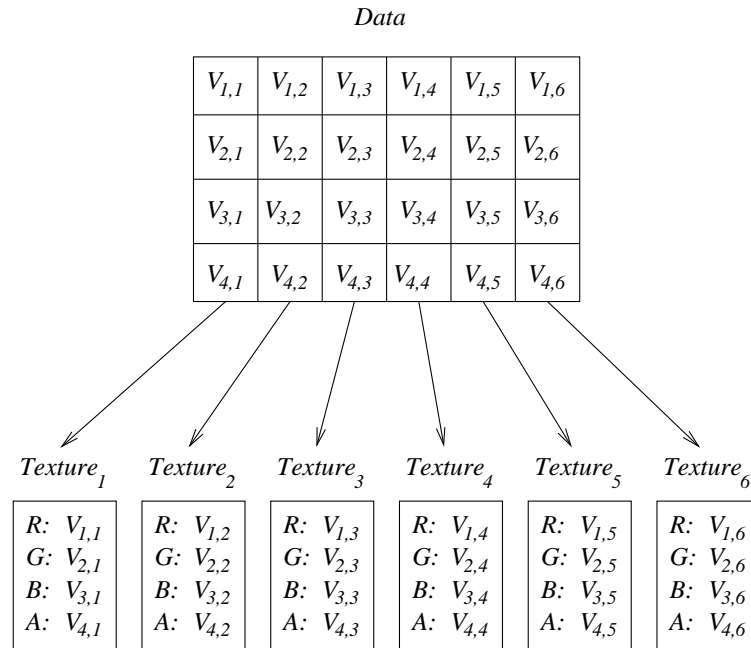 Data
V1,1 V1,2 V1,3 V1,4 V1,5 V1,6
V2,1 V2,2 V2,3 V2,4 V2,5 V2,6
V3,1 V3,2 V3,3 V3,4 V3,5 V3,6
V4,1 V4,2 V4,3 V4,4 V4,5 V4,6
Texture1 Texture2 Texture3 Texture4 Texture5 Texture6
R: V1,1 R: V1,2 R: V1,3 R: V1,4 R: V1,5 R: V1,6
G: V2,1 G: V2,2 G: V2,3 G: V2,4 G: V2,5 G: V2,6
B: V3,1 B: V3,2 B: V3,3 B: V3,4 B: V3,5 B: V3,6
A: V4,1 A: V4,2 A: V4,3 A: V4,4 A: V4,5 A: V4,6